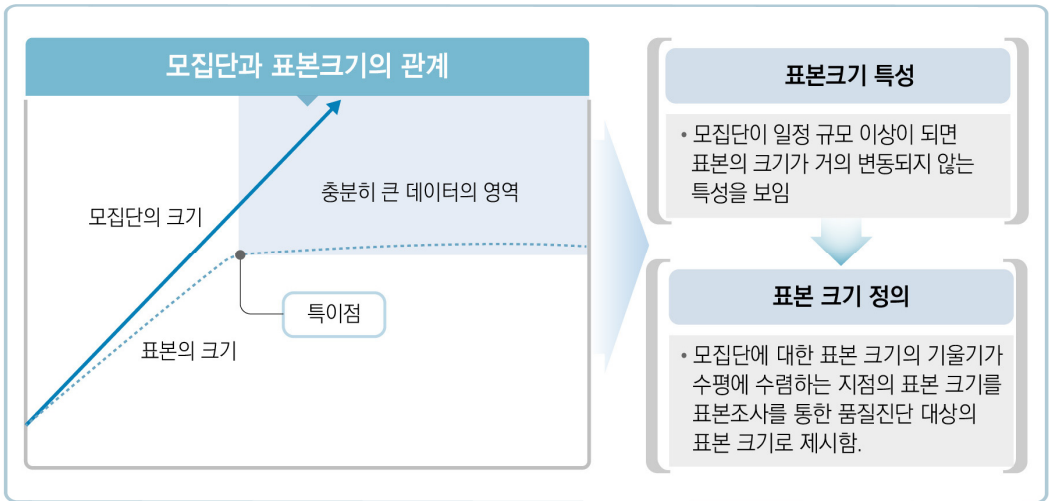 모집단과 표본크기의 관계
충분히 큰 데이터의 영역
모집단의 크기
특이점
표본의 크기
표본크기 특성
• 모집단이 일정 규모 이상이 되면
표본의 크기가 거의 변동되지 않는
특성을 보임
표본 크기 정의
• 모집단에 대한 표본 크기의 기울기가
수평에 수렴하는 지점의 표본 크기를
표본조사를 통한 품질진단 대상의
표본 크기로 제시함.